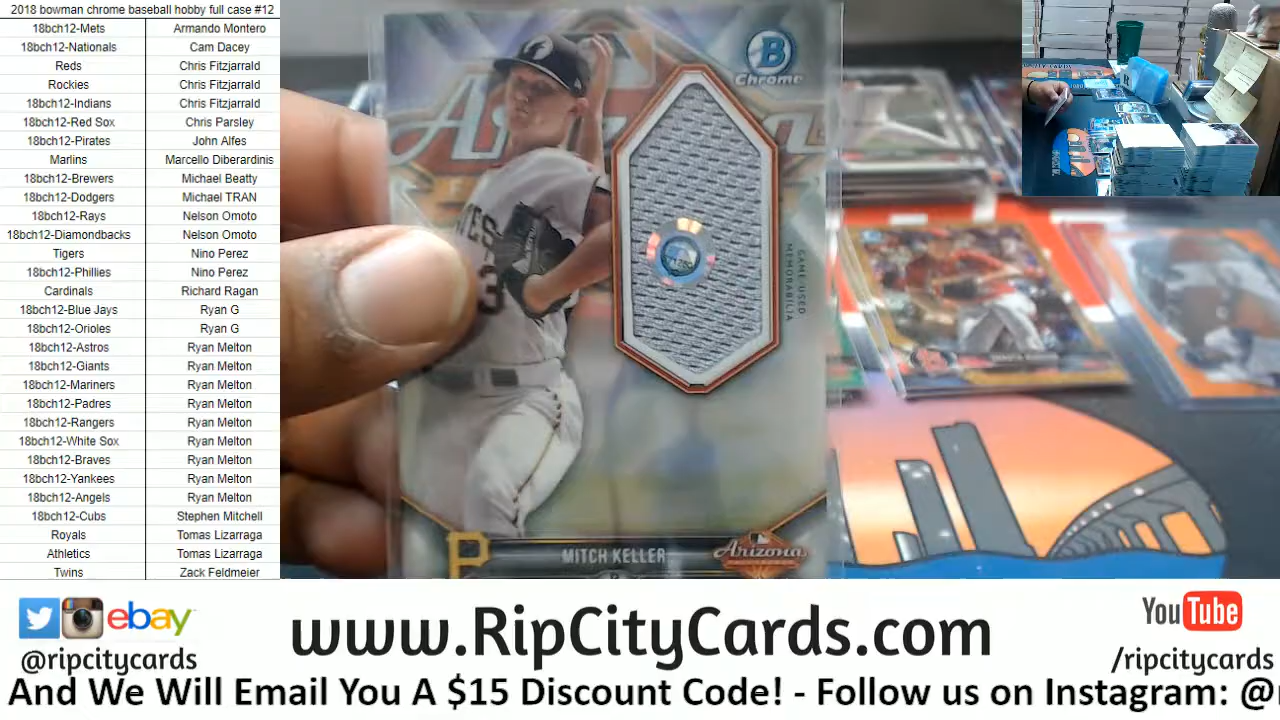 2018 bowman chrome baseball hobby full case #12
18bch12-Mets Armando Montero
18bch12-Nationals Cam Dacey
Reds Chris Fitzjarrald
Rockies Chris Fitzjarrald
18bch12-Indians Chris Fitzjarrald
18bch12-Red Sox Chris Parsley
18bch12-Pirates John Alfes
Marlins Marcello Diberardinis
18bch12-Brewers Michael Beatty
18bch12-Dodgers Michael TRAN
18bch12-Rays Nelson Omoto
18bch12-Diamondbacks Nelson Omoto
Tigers Nino Perez
18bch12-Phillies Nino Perez
Cardinals Richard Ragan
18bch12-Blue Jays Ryan G
18bch12-Orioles Ryan G
18bch12-Astros Ryan Melton
18bch12-Giants Ryan Melton
18bch12-Mariners Ryan Melton
18bch12-Padres Ryan Melton
18bch12-Rangers Ryan Melton
18bch12-White Sox Ryan Melton
18bch12-Braves Ryan Melton
18bch12-Yankees Ryan Melton
18bch12-Angels Ryan Melton
18bch12-Cubs Stephen Mitchell
Royals Tomas Lizarraga
Athletics Tomas Lizarraga
Twins Zack Feldmeier
B
Chrome
GAME-USED
MEMORABILIA
3
P
MITCH KELLER
Arizona
ebay
@ripcitycards
www.RipCityCards.com
YouTube
/ripcitycards
And We Will Email You A $15 Discount Code! - Follow us on Instagram: